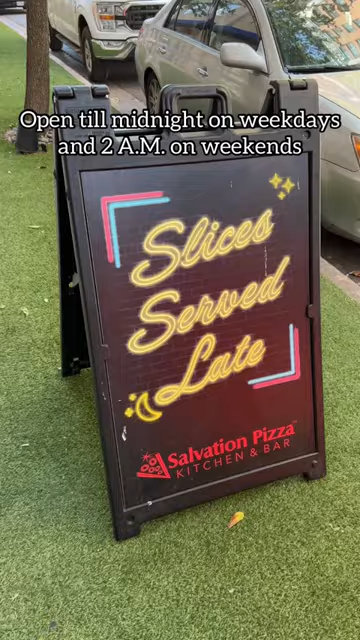 Open till midnight on weekdays
and 2 A.M. on weekends
Slices
Served
Late
Salvation Pizza
KITCHEN & BAR